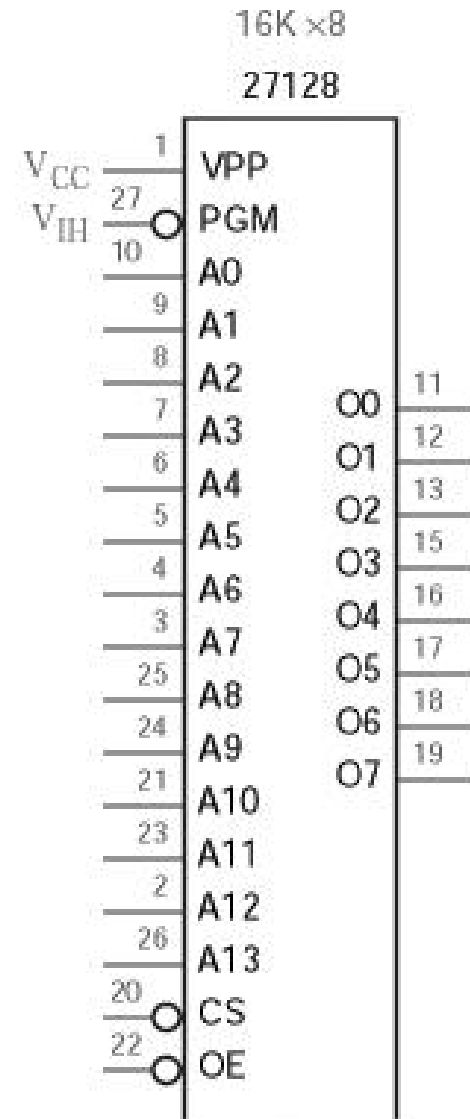 16K ×8
27128
V_CC 1 VPP
V_IH 27 PGM
10 A0
9 A1
8 A2
7 A3
6 A4
5 A5
4 A6
3 A7
25 A8
24 A9
21 A10
23 A11
2 A12
26 A13
20 CS
22 OE
O0 11
O1 12
O2 13
O3 15
O4 16
O5 17
O6 18
O7 19